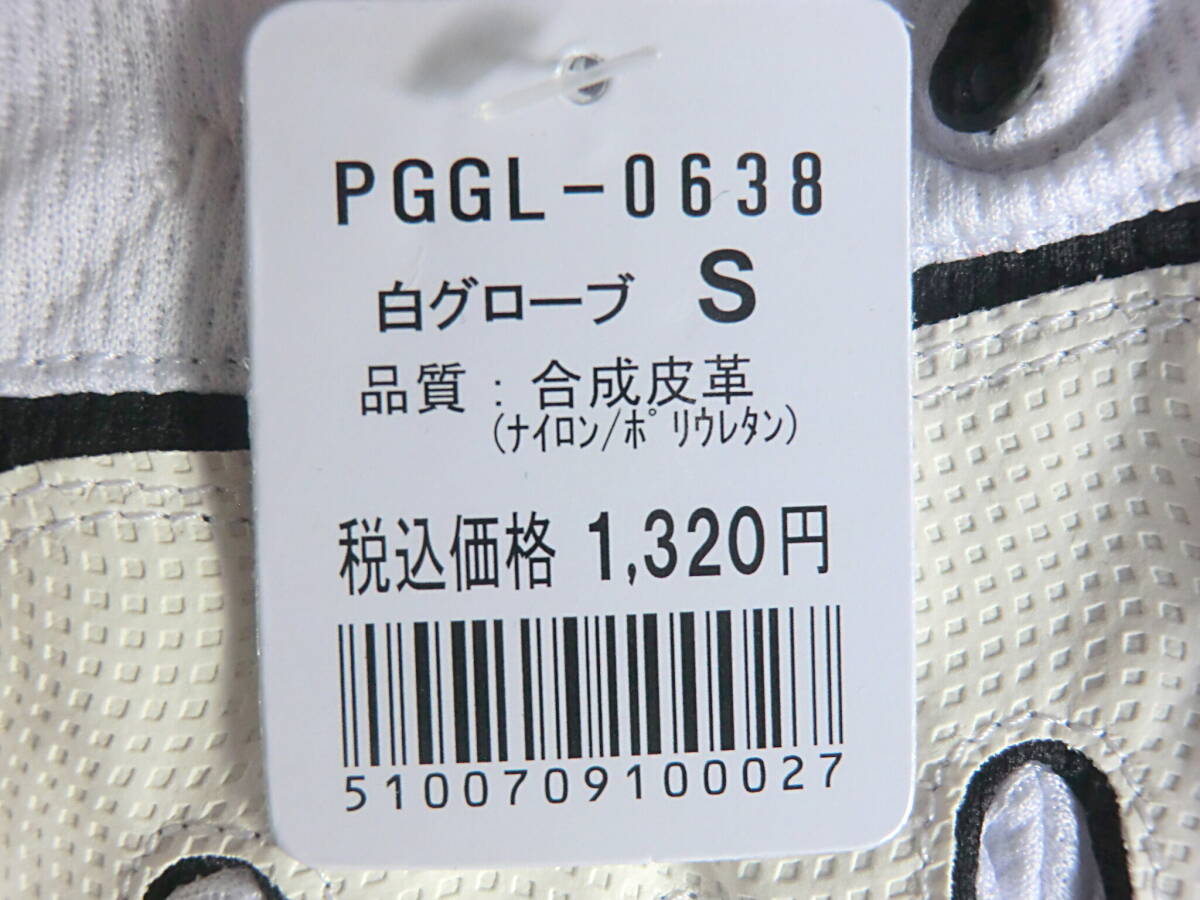 PGGL-0638
白グローブ S
品質：合成皮革
(ﾅｲﾛﾝ/ﾎﾟﾘｳﾚﾀﾝ)
税込価格 1,320円
5100709100027